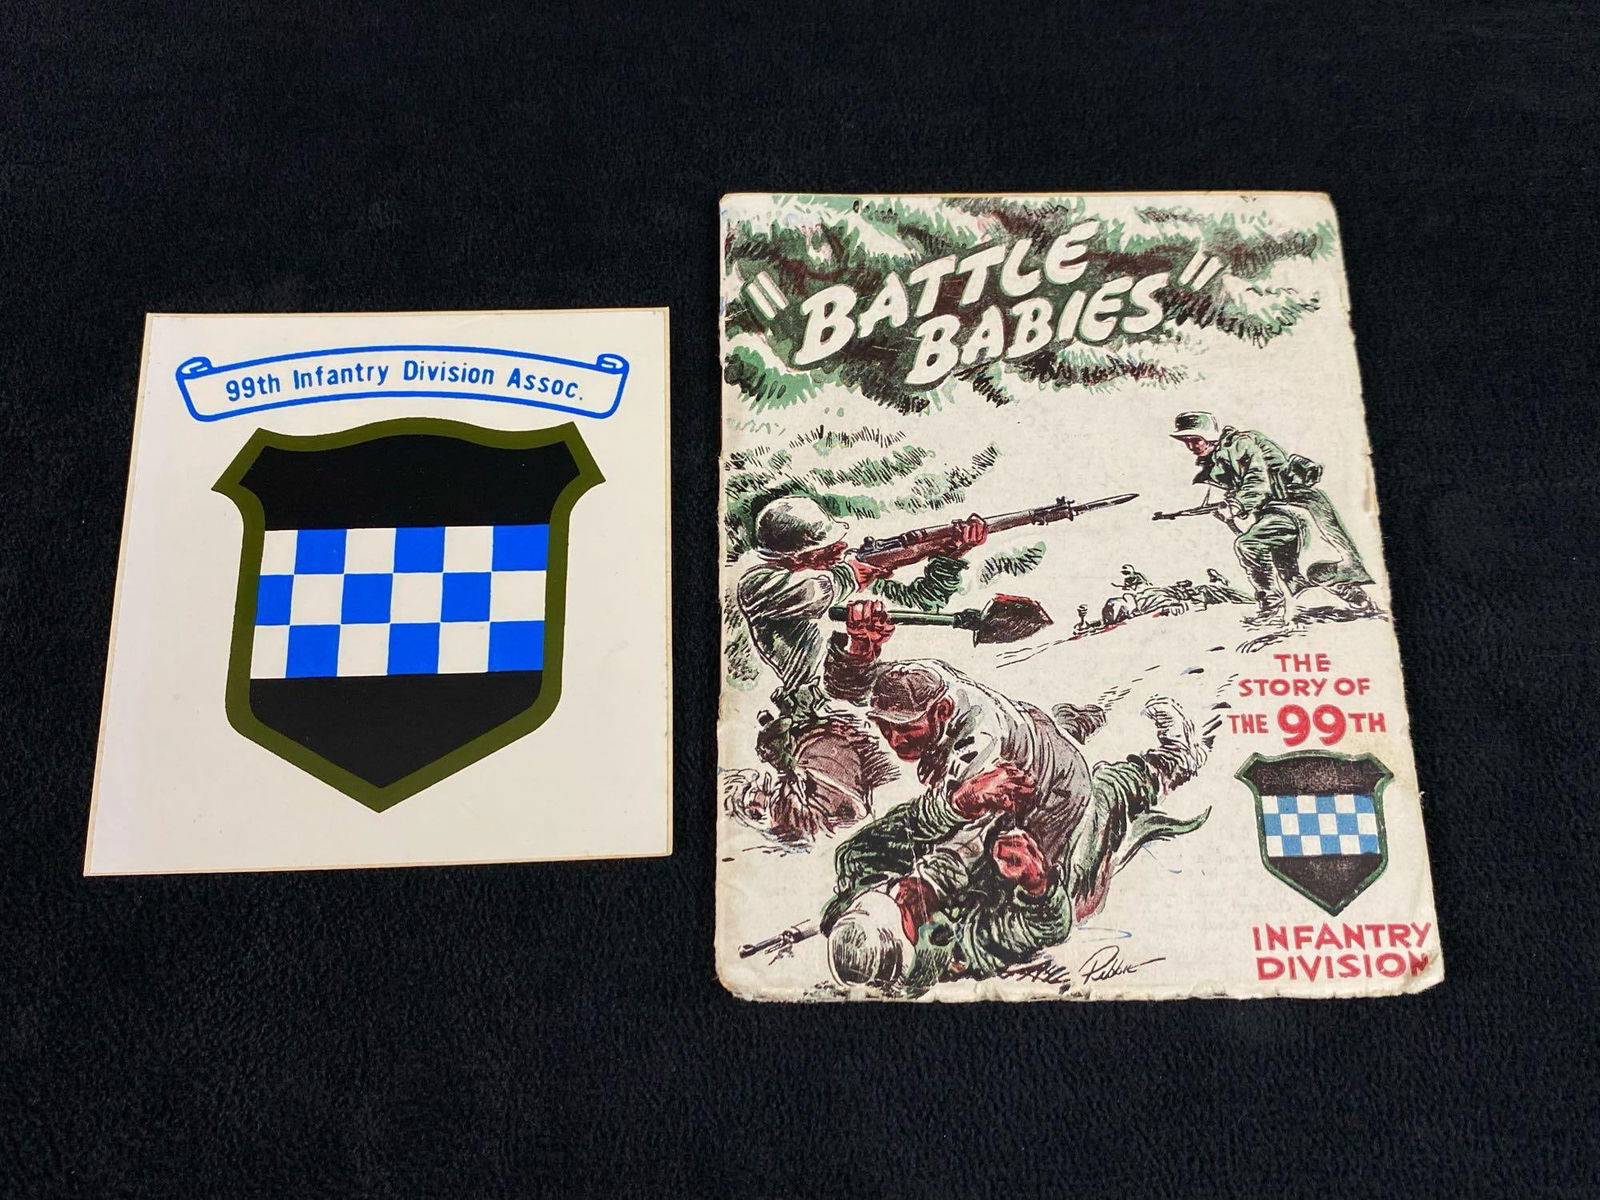 99th Infantry Division Assoc.
"BATTLE
BABIES"
THE
STORY OF
THE 99TH
INFANTRY
DIVISION